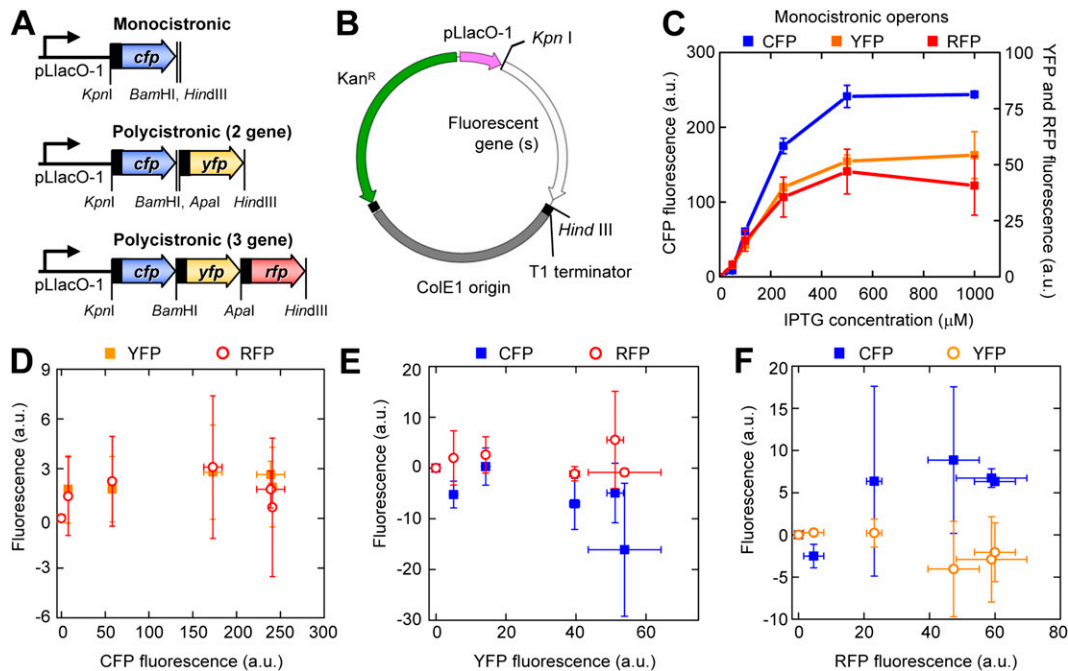 A
Monocistronic
cfp
pLlacO-1
KpnI BamHI, HindIII
Polycistronic (2 gene)
cfp yfp
pLlacO-1
KpnI BamHI, ApaI HindIII
Polycistronic (3 gene)
cfp yfp rfp
pLlacO-1
KpnI BamHI ApaI HindIII
B
pLlacO-1
Kpn I
KanR
Fluorescent
gene (s)
Hind III
T1 terminator
ColE1 origin
C
Monocistronic operons
CFP YFP RFP
CFP fluorescence (a.u.)
300
200
100
0
YFP and RFP fluorescence (a.u.)
100
75
50
25
0
200 400 600 800 1000
IPTG concentration (μM)
D
YFP RFP
Fluorescence (a.u.)
9
6
3
0
-3
-6
0 50 100 150 200 250 300
CFP fluorescence (a.u.)
E
CFP RFP
Fluorescence (a.u.)
20
10
0
-10
-20
-30
0 20 40 60
YFP fluorescence (a.u.)
F
CFP YFP
Fluorescence (a.u.)
20
15
10
5
0
-5
-10
0 20 40 60 80
RFP fluorescence (a.u.)